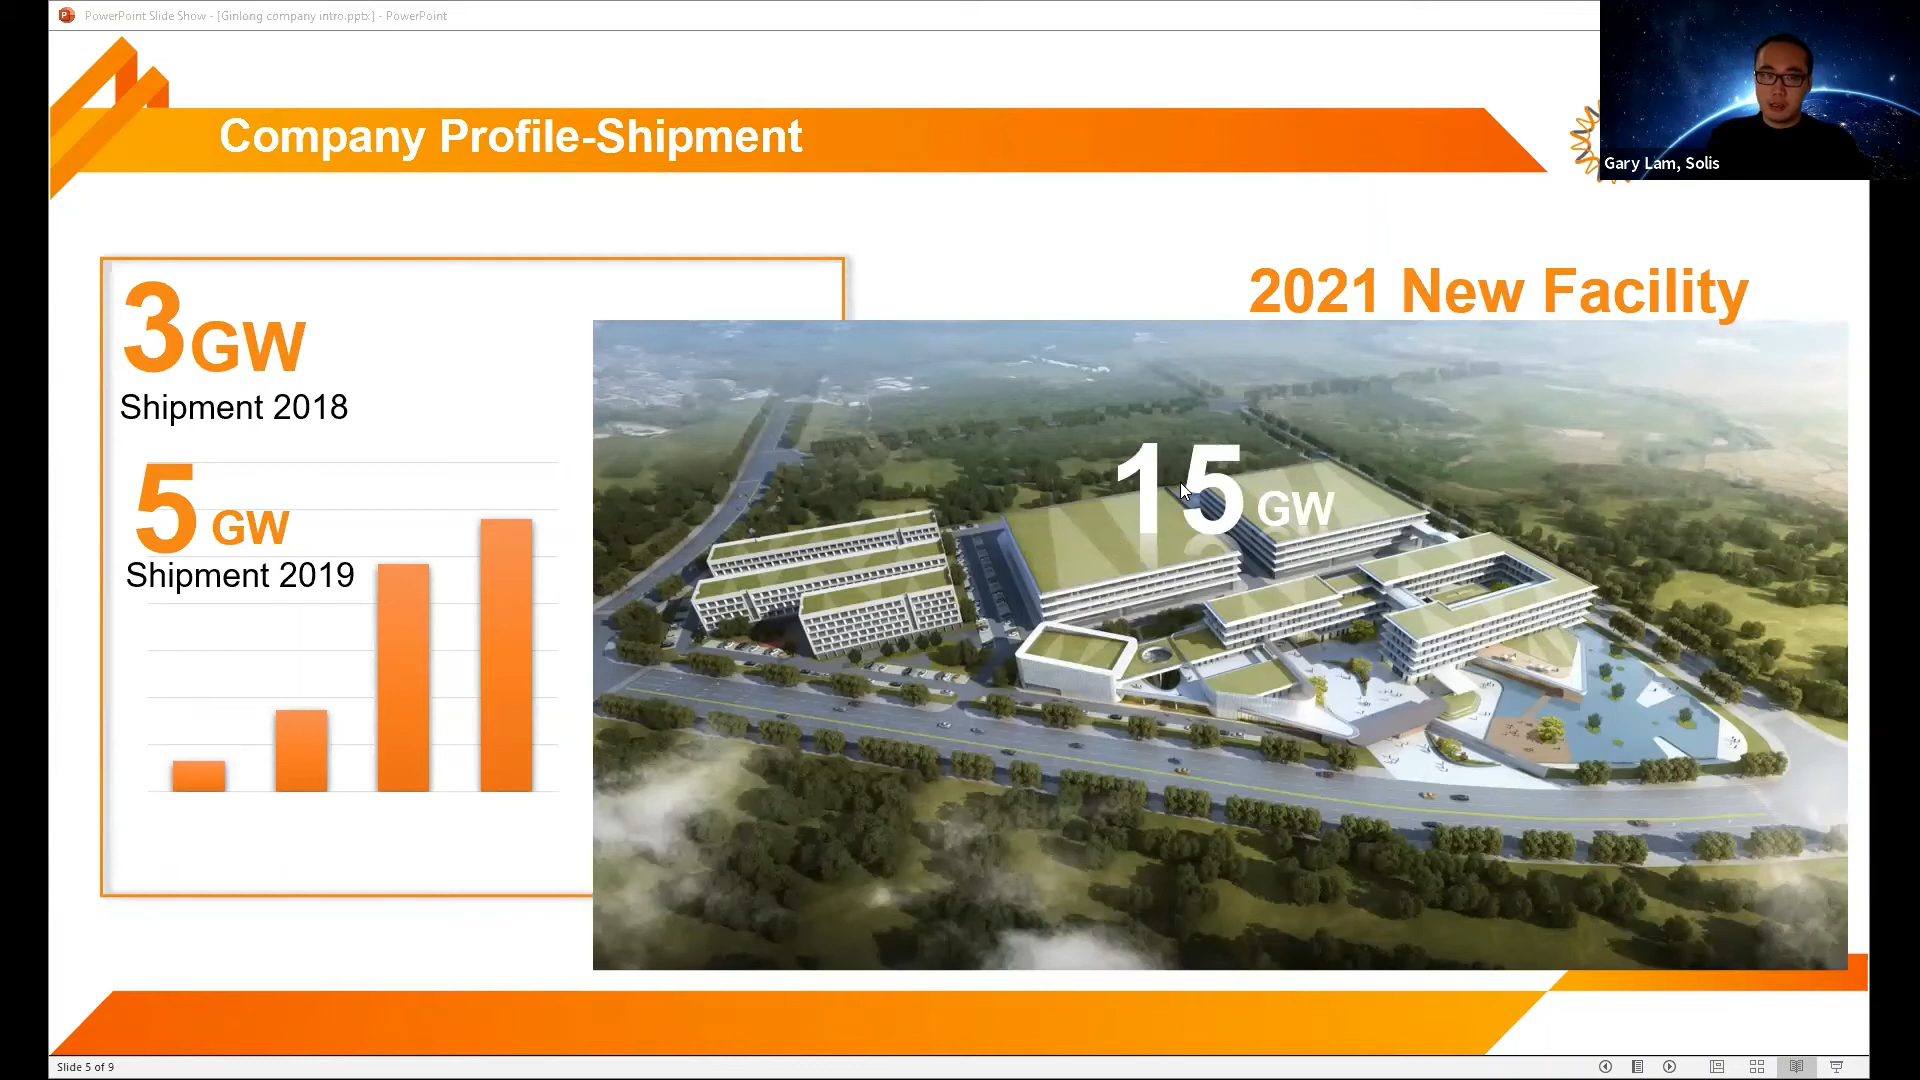 PowerPoint Slide Show - [Ginlong company intro.pptx] - PowerPoint
Company Profile-Shipment
Gary Lam, Solis
2021 New Facility
3GW
Shipment 2018
15 GW
5 GW
Shipment 2019
Slide 5 of 9